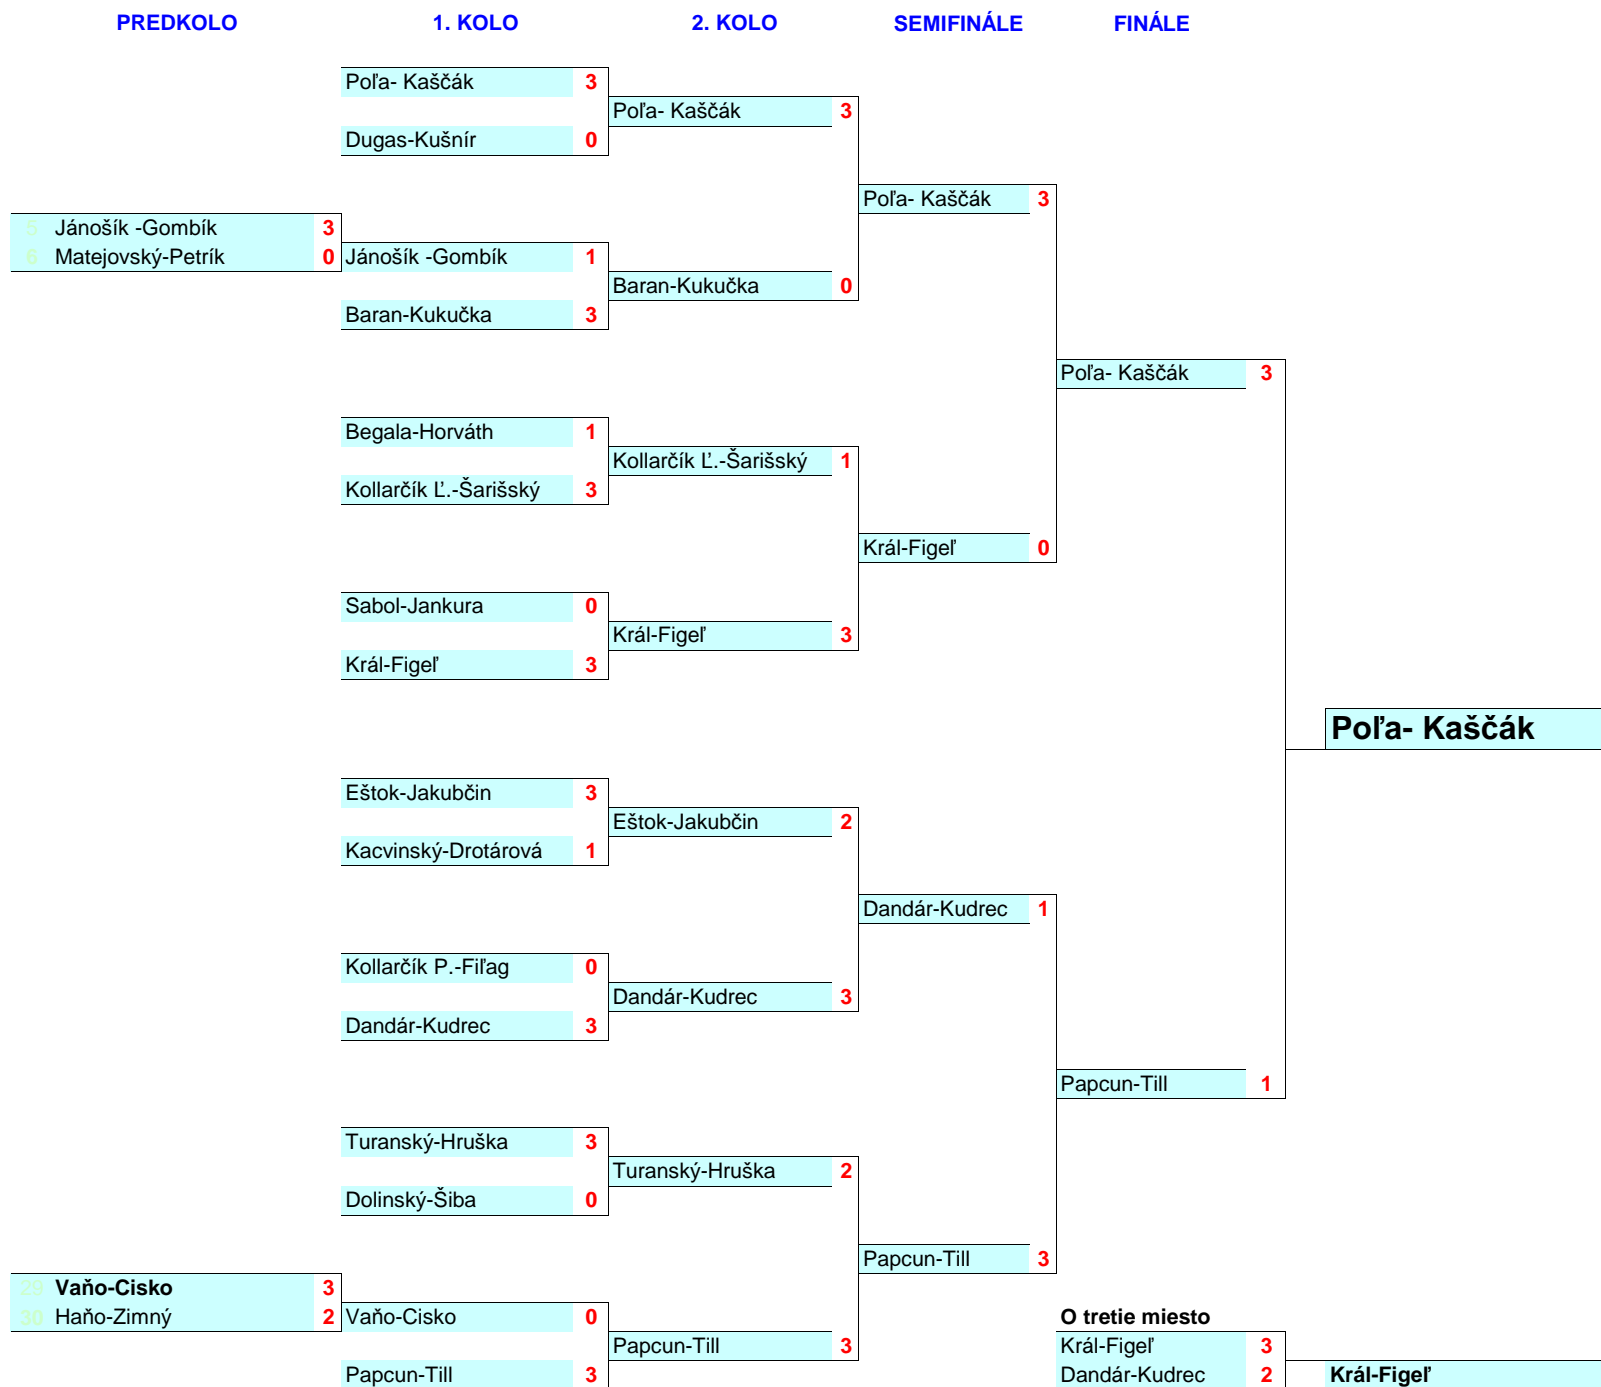 PREDKOLO 1. KOLO 2. KOLO SEMIFINÁLE FINÁLE
Poľa- Kaščák 3
Poľa- Kaščák 3
Dugas-Kušnír 0
Poľa- Kaščák 3
5 Jánošík -Gombík 3
6 Matejovský-Petrík 0 Jánošík -Gombík 1
Baran-Kukučka 0
Baran-Kukučka 3
Poľa- Kaščák 3
Begala-Horváth 1
Kollarčík Ľ.-Šarišský 1
Kollarčík Ľ.-Šarišský 3
Král-Figeľ 0
Sabol-Jankura 0
Král-Figeľ 3
Král-Figeľ 3
Poľa- Kaščák
Eštok-Jakubčin 3
Eštok-Jakubčin 2
Kacvinský-Drotárová 1
Dandár-Kudrec 1
Kollarčík P.-Fiľag 0
Dandár-Kudrec 3
Dandár-Kudrec 3
Papcun-Till 1
Turanský-Hruška 3
Turanský-Hruška 2
Dolinský-Šiba 0
Papcun-Till 3
29 Vaňo-Cisko 3
30 Haňo-Zimný 2 Vaňo-Cisko 0 O tretie miesto
Papcun-Till 3 Král-Figeľ 3
Papcun-Till 3 Dandár-Kudrec 2 Král-Figeľ